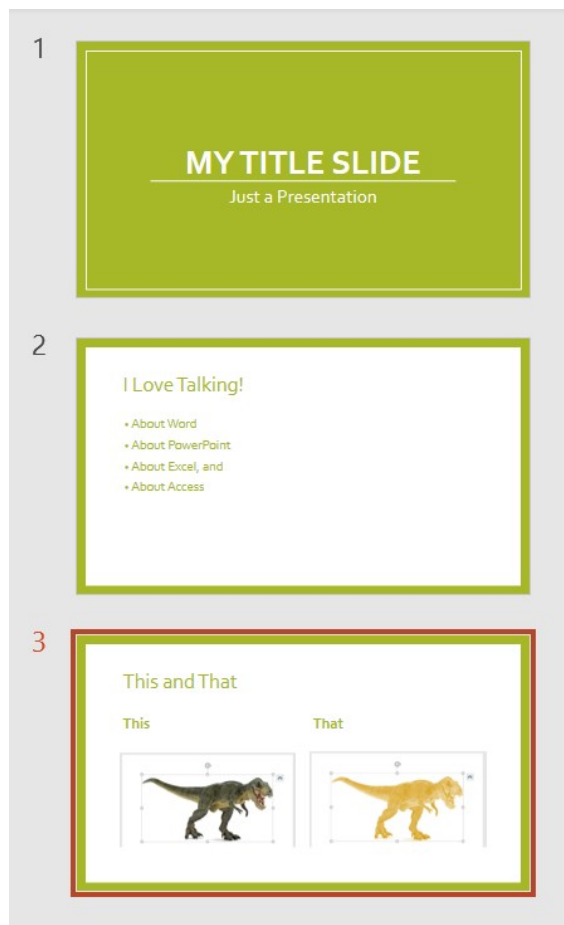 1
MY TITLE SLIDE
Just a Presentation
2
I Love Talking!
• About Word
• About PowerPoint
• About Excel, and
• About Access
3
This and That
This That